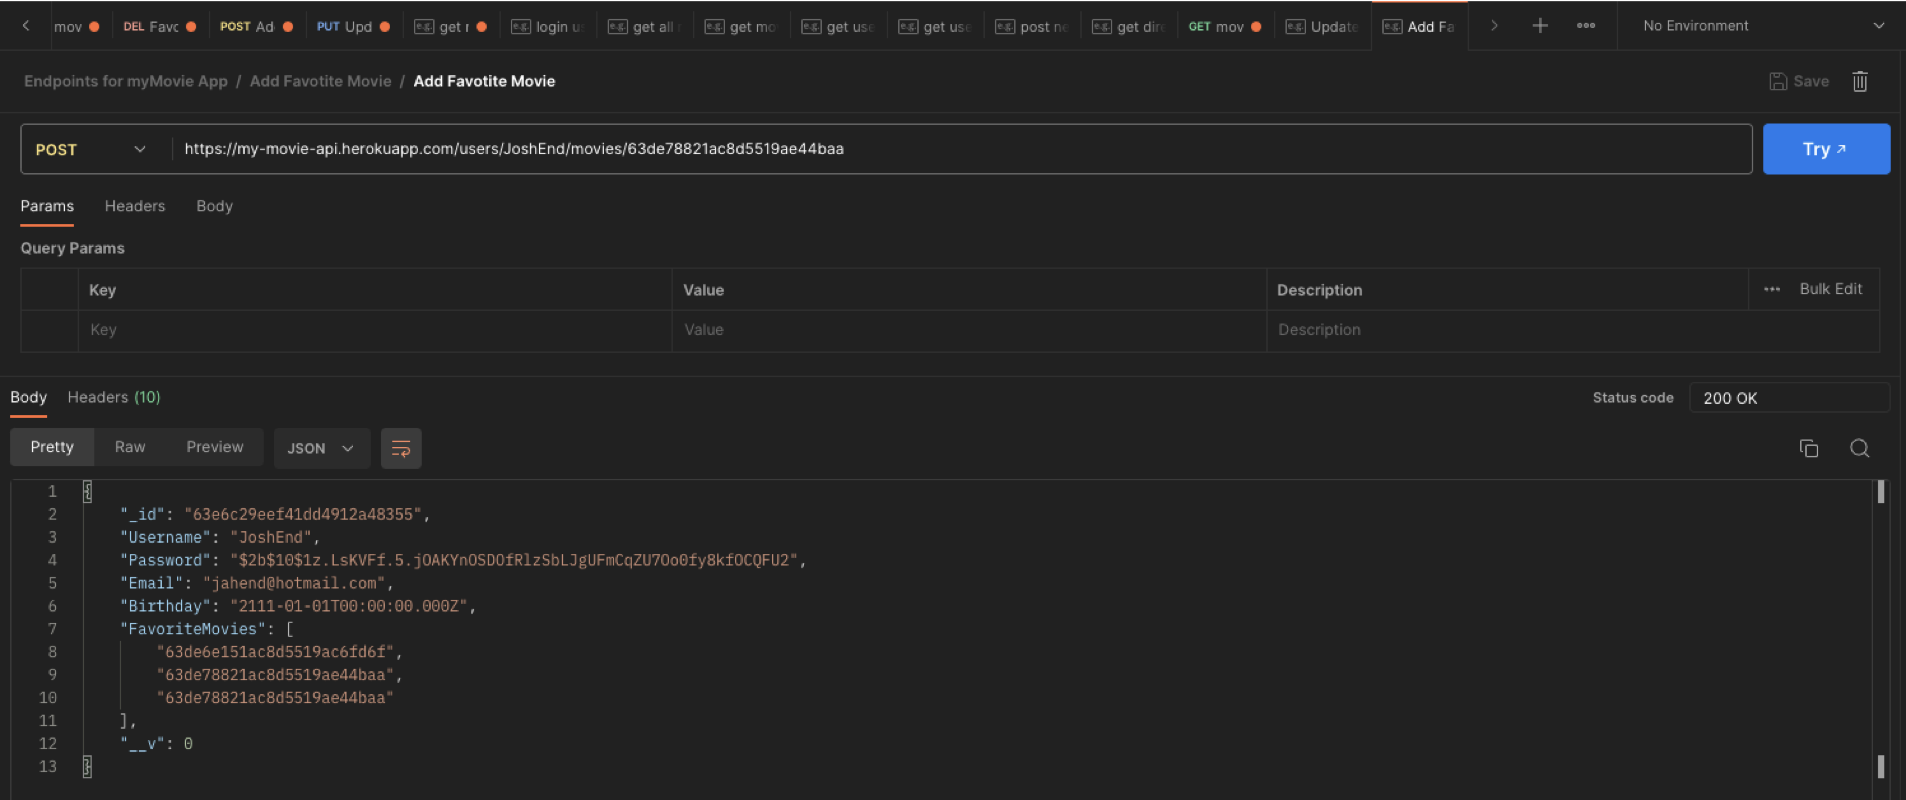 mov DEL Favc POST Ad PUT Upd e.g. get r e.g. login us e.g. get all e.g. get mo e.g. get use e.g. get use e.g. post ne e.g. get dire GET mov e.g. Update e.g. Add Fa No Environment
Endpoints for myMovie App / Add Favotite Movie / Add Favotite Movie Save
POST https://my-movie-api.herokuapp.com/users/JoshEnd/movies/63de78821ac8d5519ae44baa Try ↗
Params Headers Body
Query Params
Key Value Description ••• Bulk Edit
Key Value Description
Body Headers (10) Status code 200 OK
Pretty Raw Preview JSON
1 {
2 "_id": "63e6c29eef41dd4912a48355",
3 "Username": "JoshEnd",
4 "Password": "$2b$10$1z.LsKVFf.5.jOAKYnOSDOfRlzSbLJgUFmCqZU7Oo0fy8kfOCQFU2",
5 "Email": "jahend@hotmail.com",
6 "Birthday": "2111-01-01T00:00:00.000Z",
7 "FavoriteMovies": [
8 "63de6e151ac8d5519ac6fd6f",
9 "63de78821ac8d5519ae44baa",
10 "63de78821ac8d5519ae44baa"
11 ],
12 "__v": 0
13 }